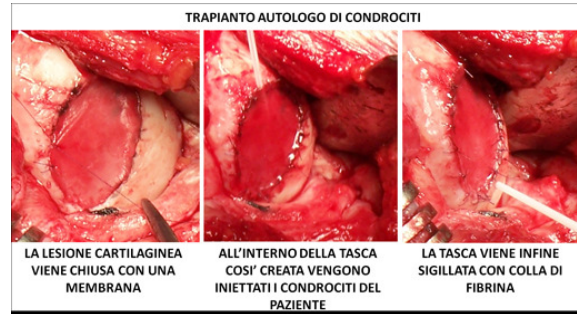 TRAPIANTO AUTOLOGO DI CONDROCITI
LA LESIONE CARTILAGINEA
VIENE CHIUSA CON UNA
MEMBRANA
ALL'INTERNO DELLA TASCA
COSI' CREATA VENGONO
INIETTATI I CONDROCITI DEL
PAZIENTE
LA TASCA VIENE INFINE
SIGILLATA CON COLLA DI
FIBRINA